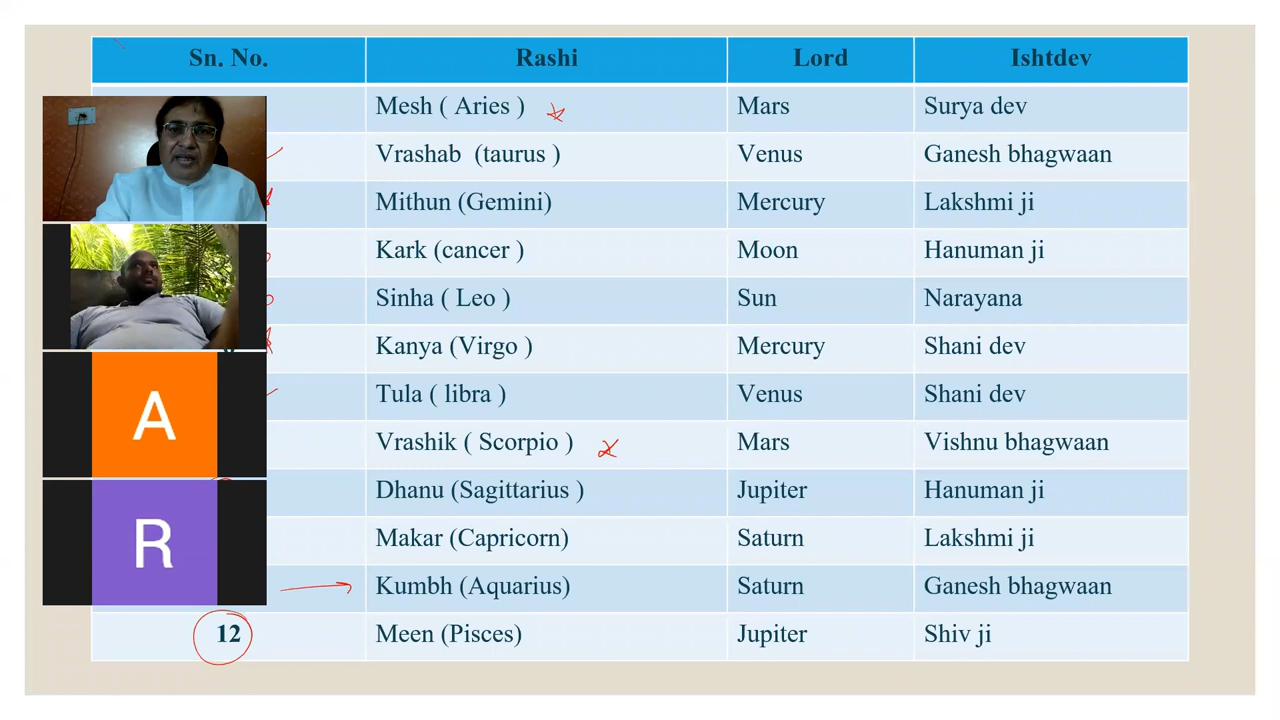 Sn. No. Rashi Lord Ishtdev
Mesh ( Aries ) Mars Surya dev
Vrashab (taurus ) Venus Ganesh bhagwaan
Mithun (Gemini) Mercury Lakshmi ji
Kark (cancer ) Moon Hanuman ji
Sinha ( Leo ) Sun Narayana
Kanya (Virgo ) Mercury Shani dev
Tula ( libra ) Venus Shani dev
Vrashik ( Scorpio ) Mars Vishnu bhagwaan
Dhanu (Sagittarius ) Jupiter Hanuman ji
Makar (Capricorn) Saturn Lakshmi ji
Kumbh (Aquarius) Saturn Ganesh bhagwaan
12 Meen (Pisces) Jupiter Shiv ji
A
R